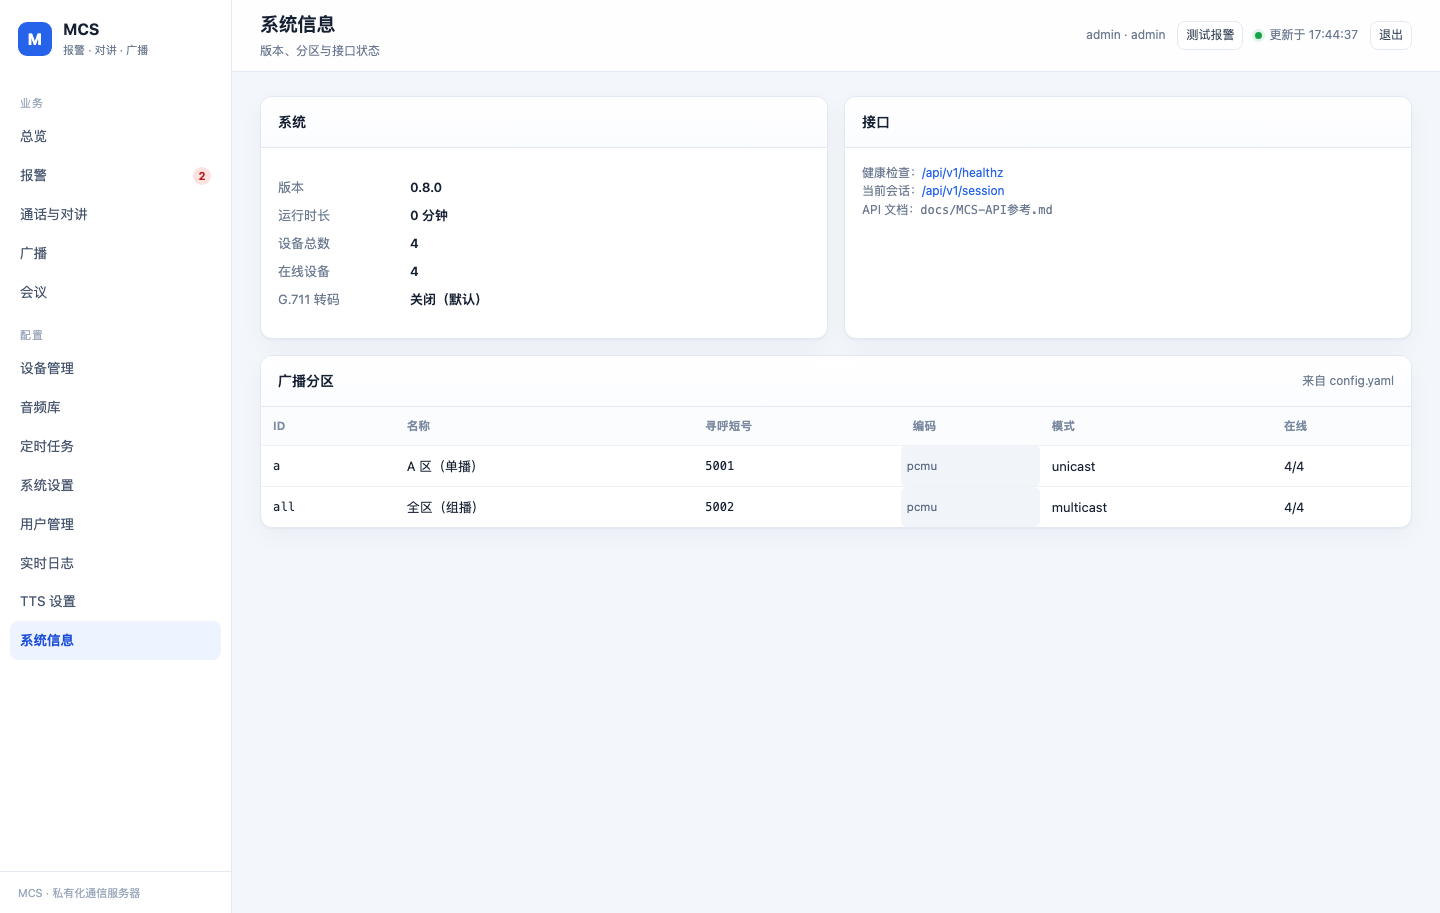 M
MCS
报警 · 对讲 · 广播
业务
总览
报警 2
通话与对讲
广播
会议
配置
设备管理
音频库
定时任务
系统设置
用户管理
实时日志
TTS 设置
系统信息
MCS · 私有化通信服务器
系统信息
版本、分区与接口状态
admin · admin 测试报警 更新于 17:44:37 退出
系统
版本 0.8.0
运行时长 0 分钟
设备总数 4
在线设备 4
G.711 转码 关闭（默认）
接口
健康检查：/api/v1/healthz
当前会话：/api/v1/session
API 文档：docs/MCS-API参考.md
广播分区 来自 config.yaml
ID 名称 寻呼短号 编码 模式 在线
a A 区（单播） 5001 pcmu unicast 4/4
all 全区（组播） 5002 pcmu multicast 4/4